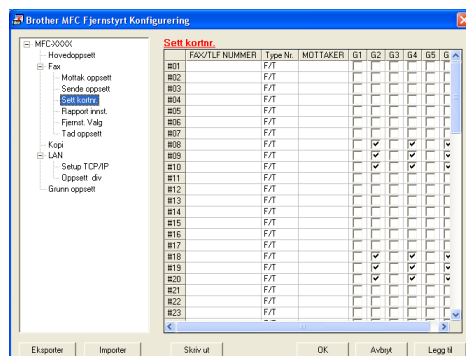 Brother MFC Fjernstyrt Konfigurering
MFC-XXXX
Hovedoppsett
Fax
Mottak oppsett
Sende oppsett
Sett kortnr.
Rapport innst.
Fjernst. Valg
Tad oppsett
Kopi
LAN
Setup TCP/IP
Oppsett div
Grunn oppsett
Sett kortnr.
FAX/TLF NUMMER Type Nr. MOTTAKER G1 G2 G3 G4 G5 G
#01 F/T
#02 F/T
#03 F/T
#04 F/T
#05 F/T
#06 F/T
#07 F/T
#08 F/T
#09 F/T
#10 F/T
#11 F/T
#12 F/T
#13 F/T
#14 F/T
#15 F/T
#16 F/T
#17 F/T
#18 F/T
#19 F/T
#20 F/T
#21 F/T
#22 F/T
#23 F/T
Eksporter Importer Skriv ut OK Avbryt Legg til